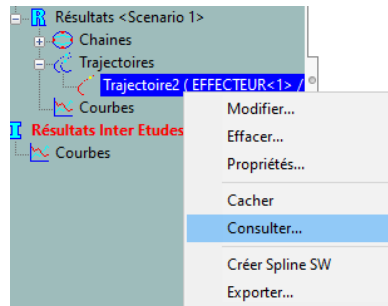 Résultats <Scenario 1>
Chaines
Trajectoires
Trajectoire2 ( EFFECTEUR<1> /
Courbes
Résultats Inter Etudes
Courbes
Modifier...
Effacer...
Propriétés...
Cacher
Consulter...
Créer Spline SW
Exporter...